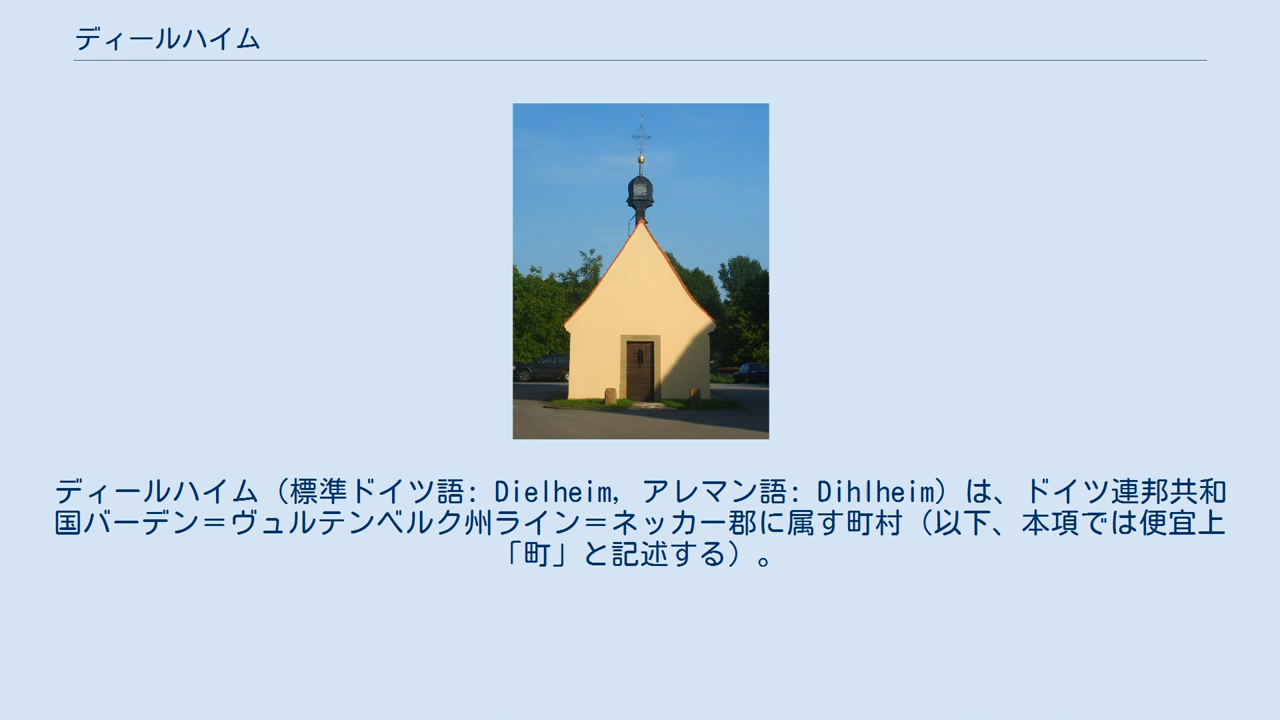 ディールハイム
ディールハイム（標準ドイツ語: Dielheim, アレマン語: Dihlheim）は、ドイツ連邦共和
国バーデン＝ヴュルテンベルク州ライン＝ネッカー郡に属す町村（以下、本項では便宜上
「町」と記述する）。